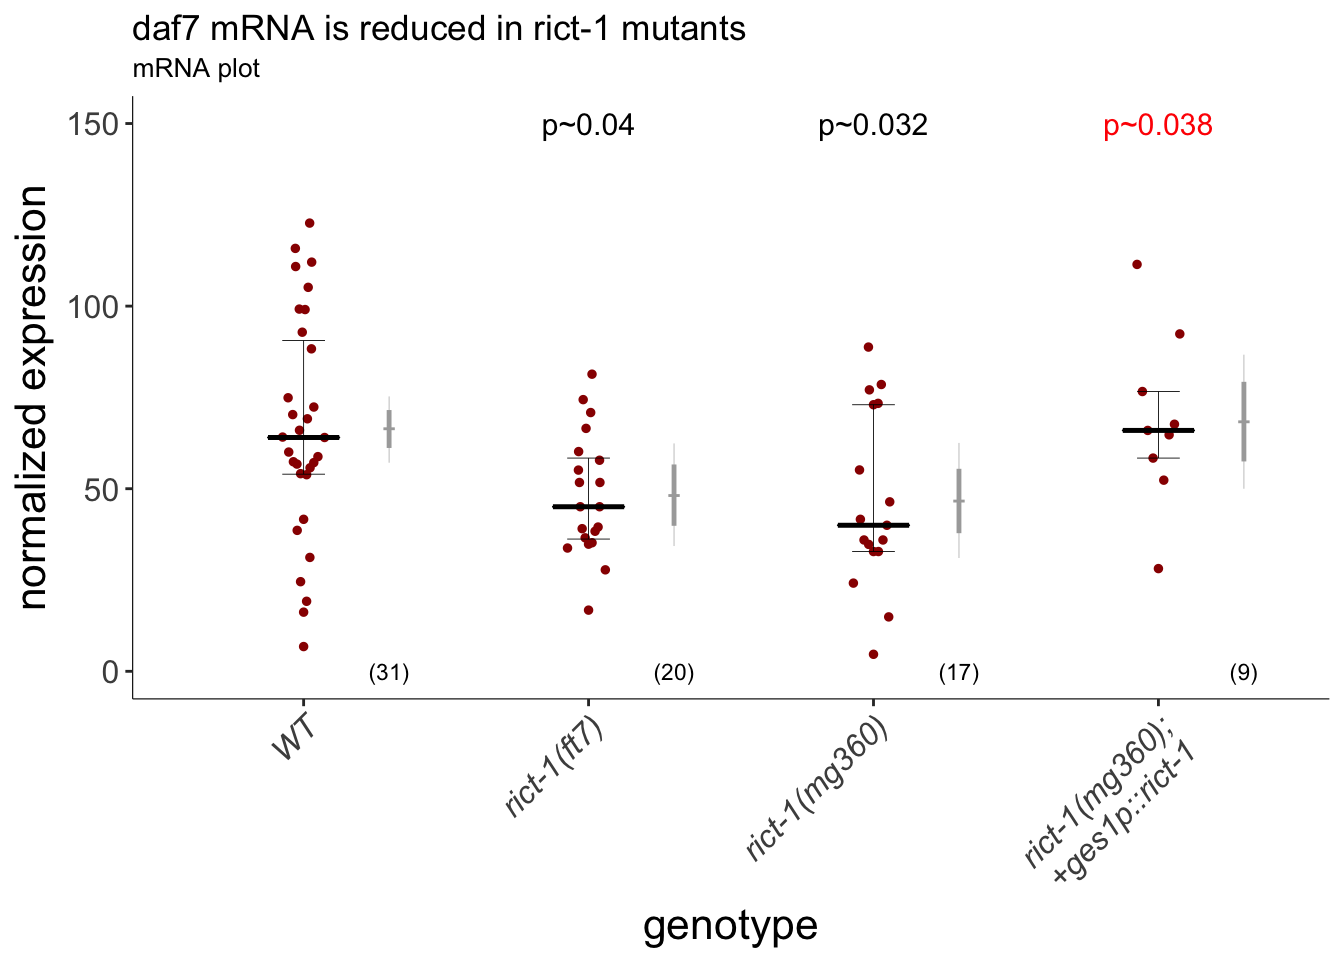 daf7 mRNA is reduced in rict-1 mutants
mRNA plot
normalized expression
150
100
50
0
p~0.04
p~0.032
p~0.038
(31)
(20)
(17)
(9)
WT
rict-1(ft7)
rict-1(mg360)
rict-1(mg360);
+ges1p::rict-1
genotype